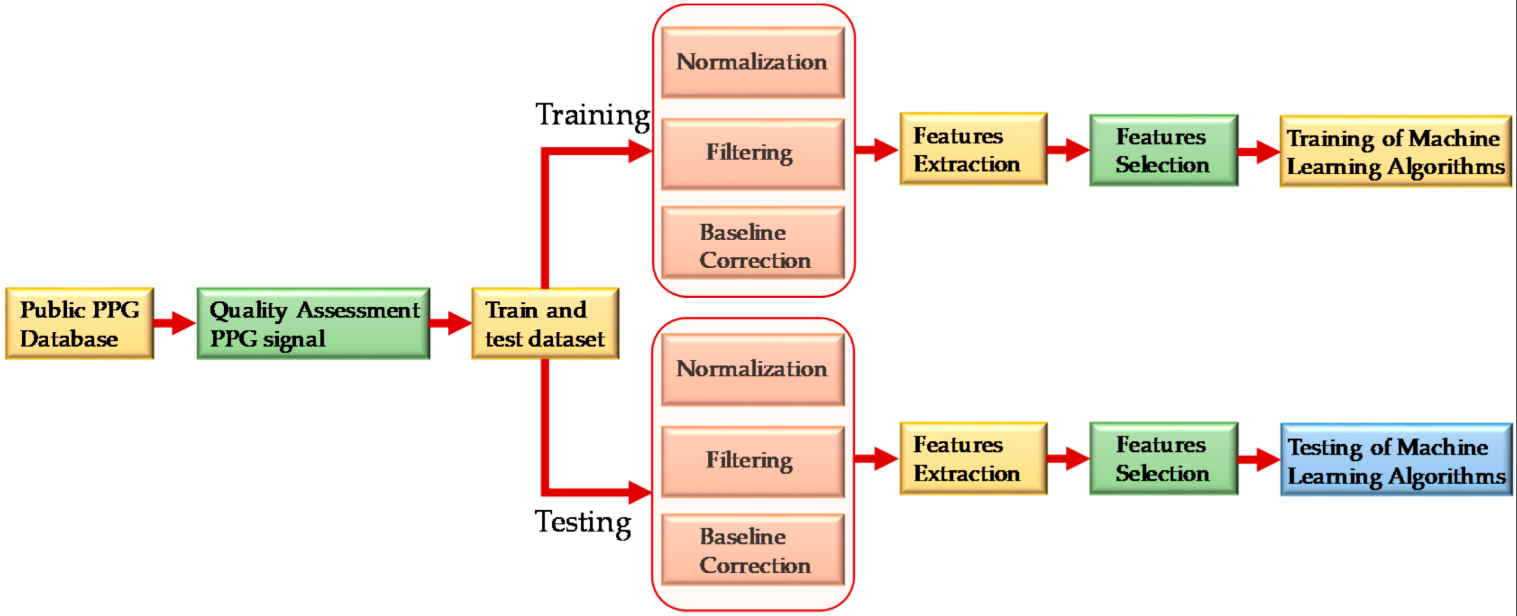 Public PPG
Database
Quality Assessment
PPG signal
Train and
test dataset
Training
Normalization
Filtering
Baseline
Correction
Features
Extraction
Features
Selection
Training of Machine
Learning Algorithms
Testing
Normalization
Filtering
Baseline
Correction
Features
Extraction
Features
Selection
Testing of Machine
Learning Algorithms